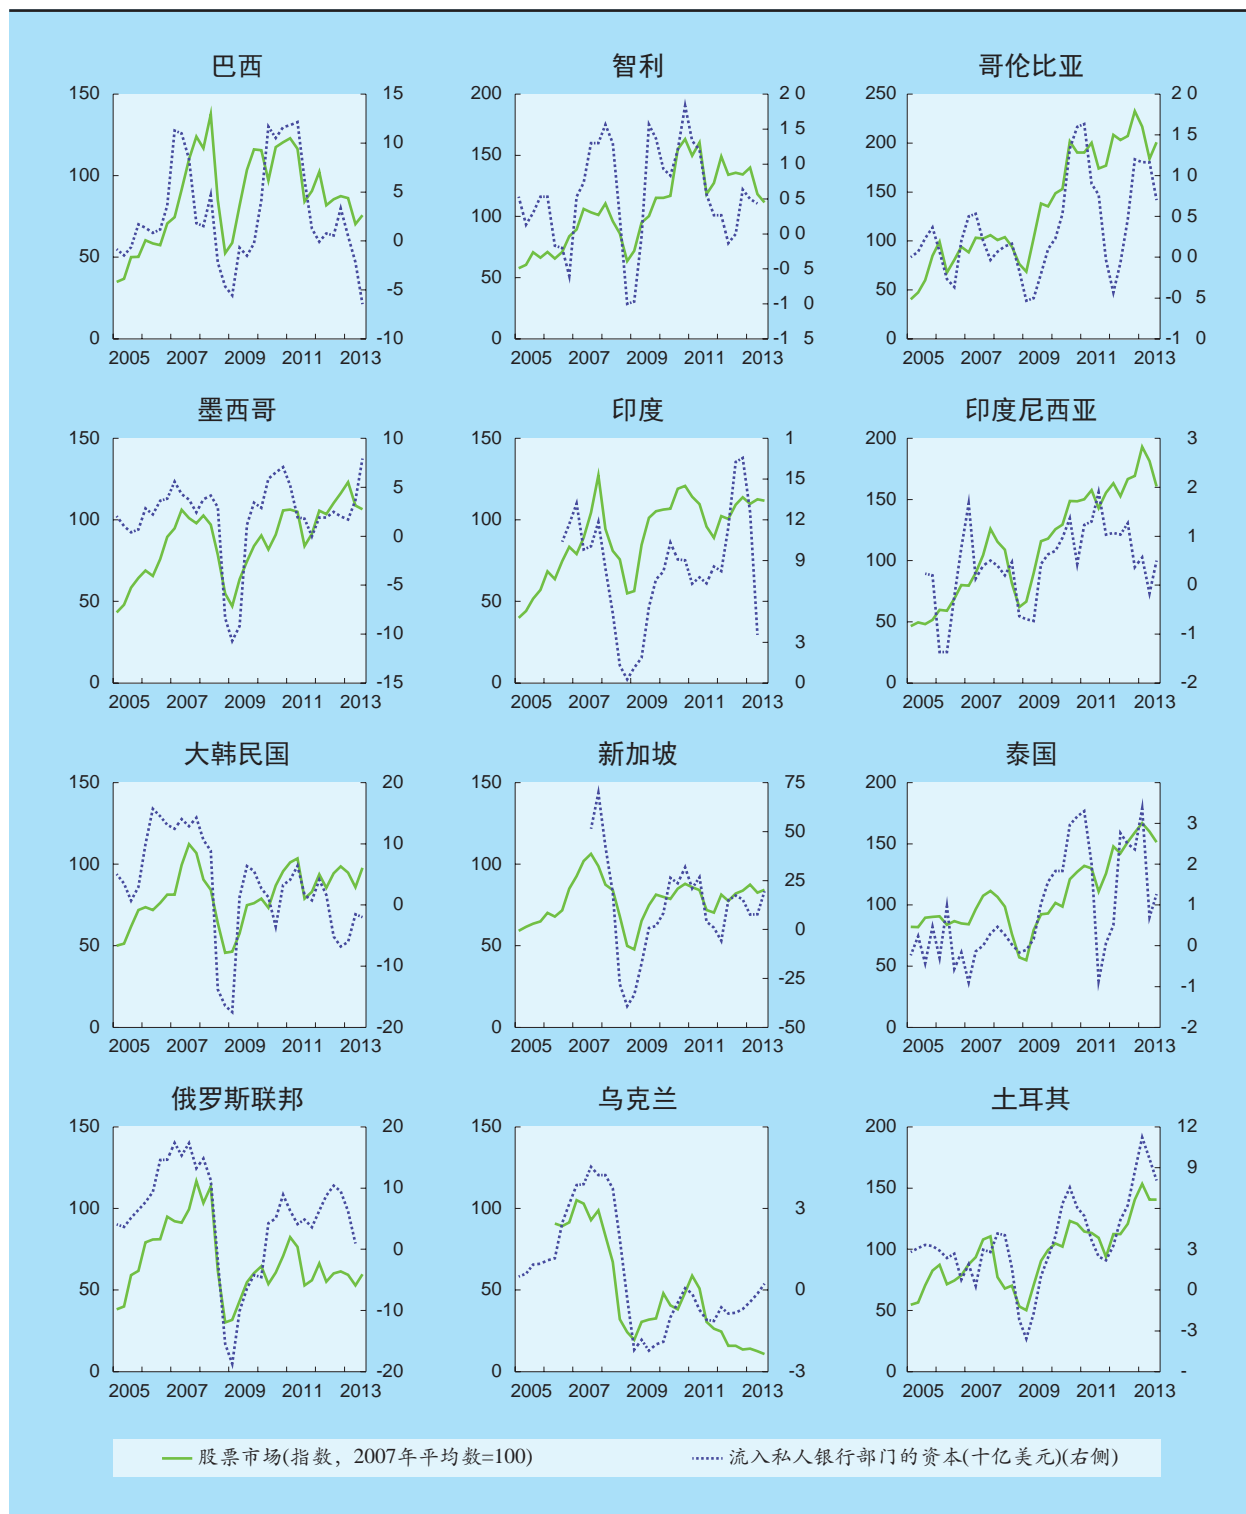 巴西 智利 哥伦比亚
150 15 200 2 0 250 2 0
10 1 5 200 1 5
100 150 1 0 1 0
5 0 5 150 0 5
0 100 0 0 100 0 0
50 -0 5
-5 50 -1 0 50 -0 5
0 -10 0 -1 5 0 -1 0
2005 2007 2009 2011 2013 2005 2007 2009 2011 2013 2005 2007 2009 2011 2013
墨西哥 印度 印度尼西亚
150 10 150 1 200 3
5 15 2
100 0 100 12 150 1
9 100 0
50 -5 50 50 -1
-10 3
0 -15 0 0 0 -2
2005 2007 2009 2011 2013 2005 2007 2009 2011 2013 2005 2007 2009 2011 2013
大韩民国 新加坡 泰国
150 20 150 75 200
10 50 3
100 100 25 150 2
0 0 100 1
50 50 0
-10 -25 50 -1
0 -20 0 -50 0 -2
2005 2007 2009 2011 2013 2005 2007 2009 2011 2013 2005 2007 2009 2011 2013
俄罗斯联邦 乌克兰 土耳其
150 20 150 200 12
10 9
100 100 3 150
0 100 3
50 50 0 0
-10 50 -3
0 -20 0 -3 0 -
2005 2007 2009 2011 2013 2005 2007 2009 2011 2013 2005 2007 2009 2011 2013
股票市场(指数，2007年平均数=100) 流入私人银行部门的资本(十亿美元)(右侧)